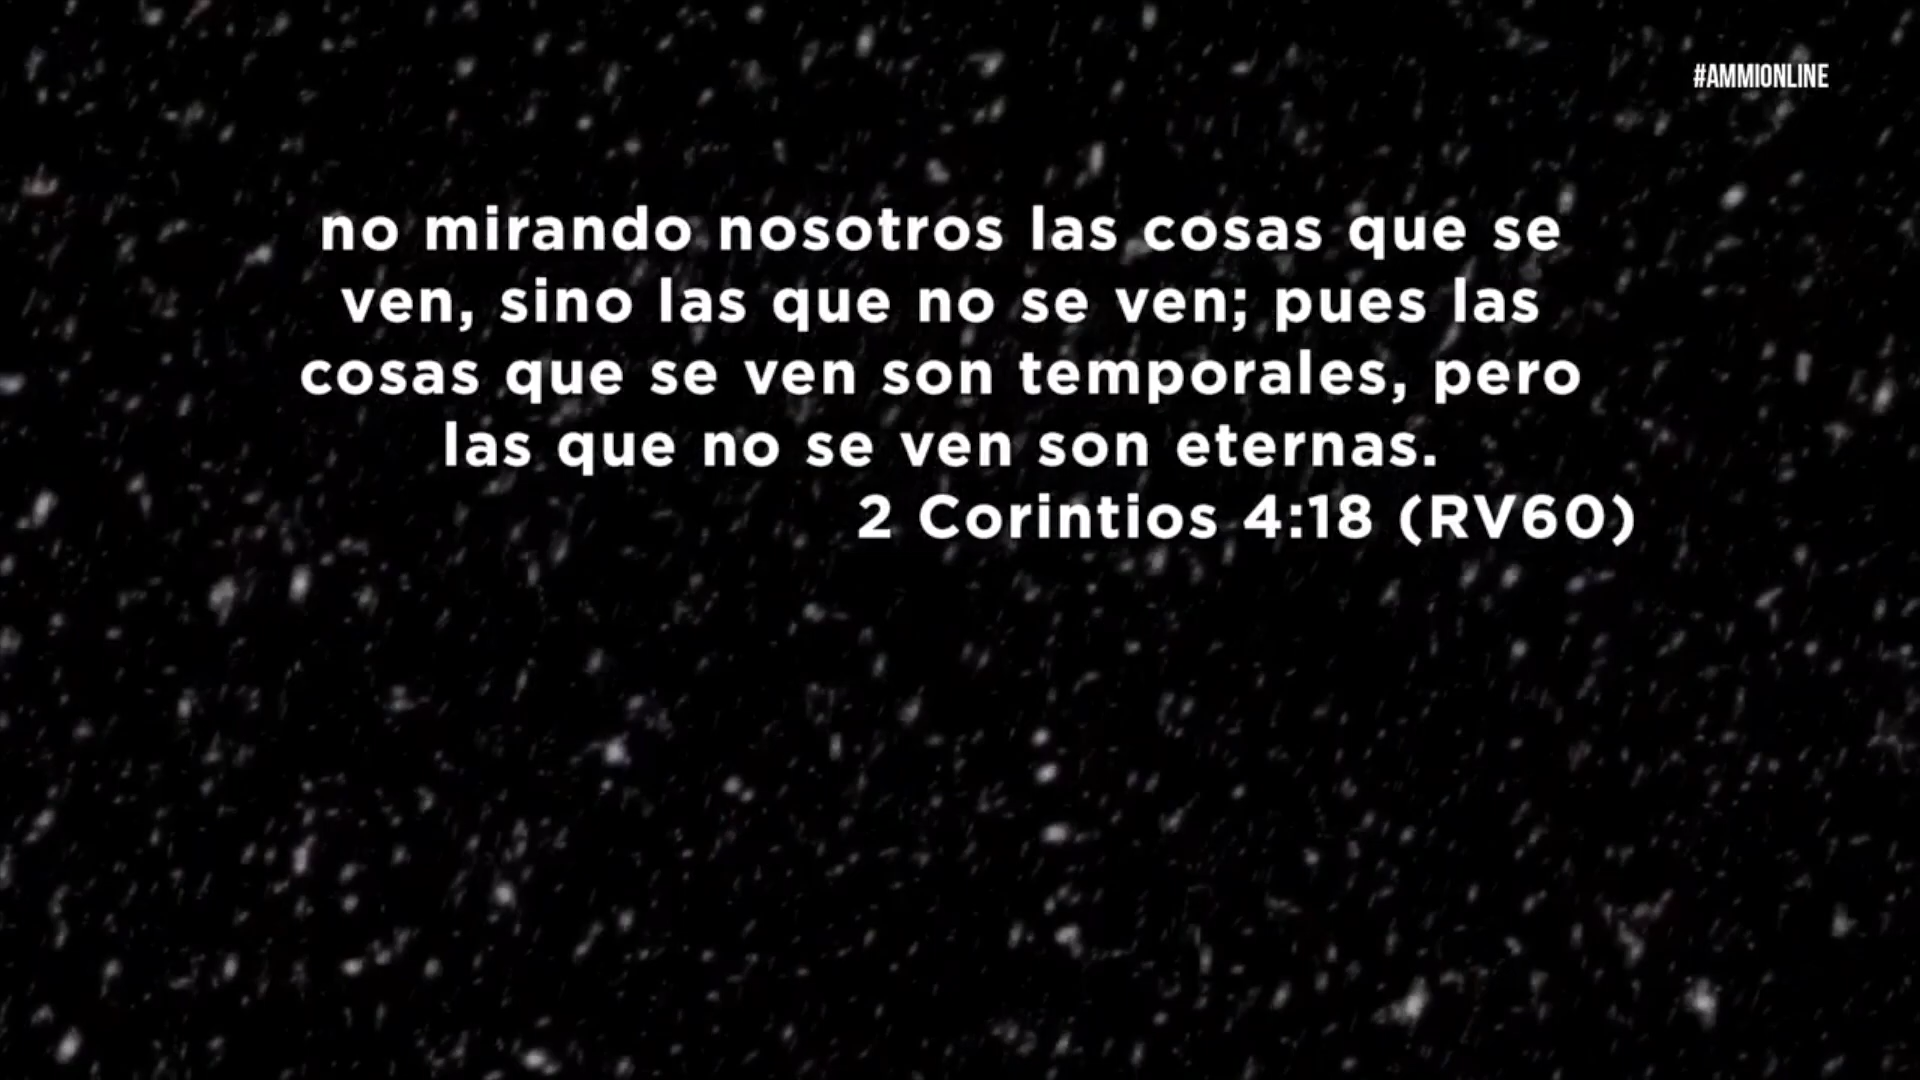 #AMMIONLINE
no mirando nosotros las cosas que se
ven, sino las que no se ven; pues las
cosas que se ven son temporales, pero
las que no se ven son eternas.
2 Corintios 4:18 (RV60)